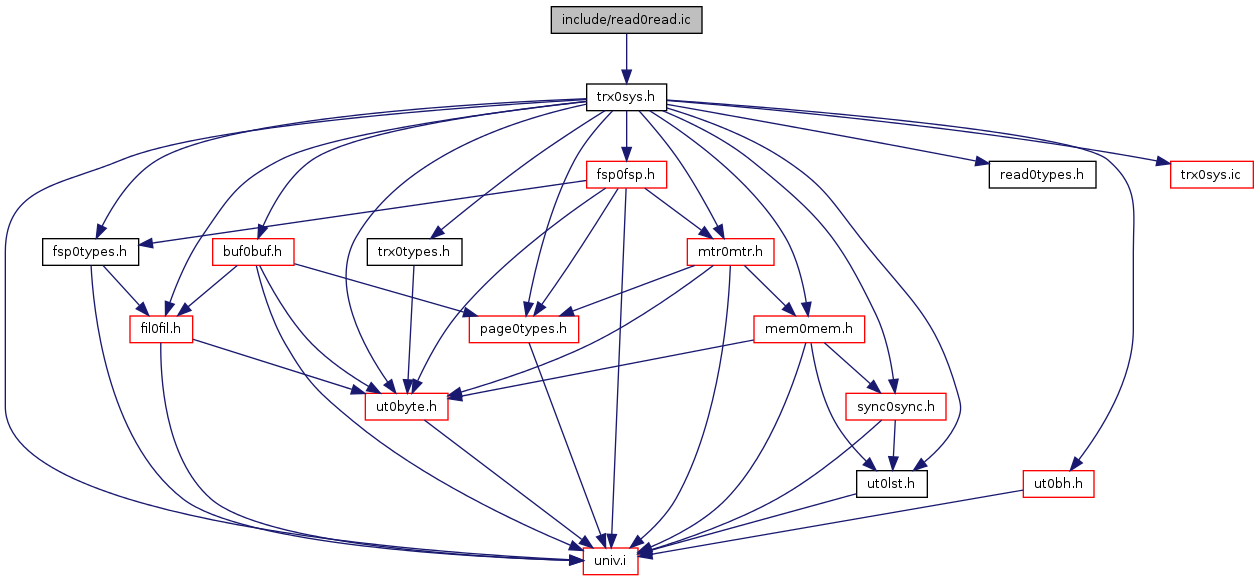 include/read0read.ic
trx0sys.h
fsp0fsp.h
read0types.h
trx0sys.ic
fsp0types.h
buf0buf.h
trx0types.h
mtr0mtr.h
fil0fil.h
page0types.h
mem0mem.h
ut0byte.h
sync0sync.h
ut0lst.h
ut0bh.h
univ.i